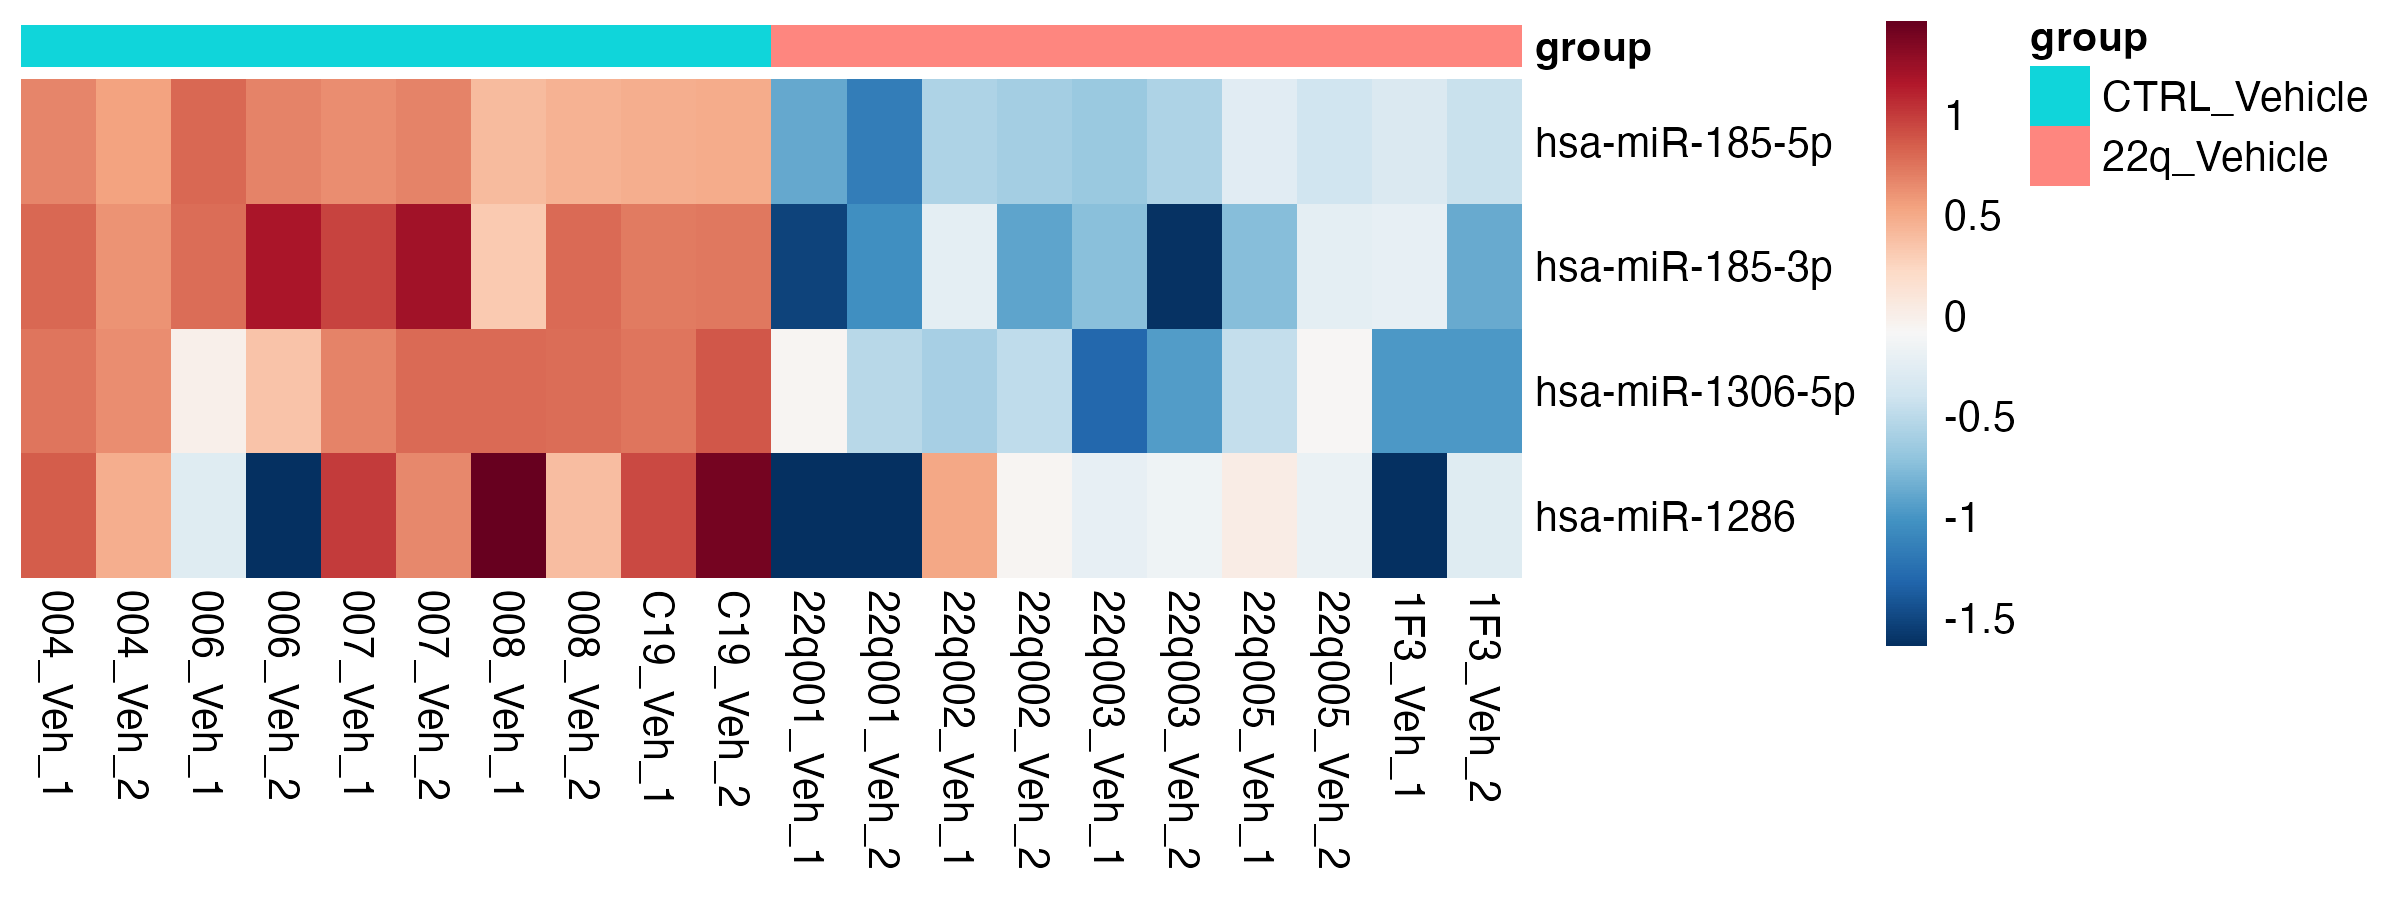 group
hsa-miR-185-5p
hsa-miR-185-3p
hsa-miR-1306-5p
hsa-miR-1286
004_Veh_1
004_Veh_2
006_Veh_1
006_Veh_2
007_Veh_1
007_Veh_2
008_Veh_1
008_Veh_2
C19_Veh_1
C19_Veh_2
22q001_Veh_1
22q001_Veh_2
22q002_Veh_1
22q002_Veh_2
22q003_Veh_1
22q003_Veh_2
22q005_Veh_1
22q005_Veh_2
1F3_Veh_1
1F3_Veh_2
1
0.5
0
-0.5
-1
-1.5
group
CTRL_Vehicle
22q_Vehicle